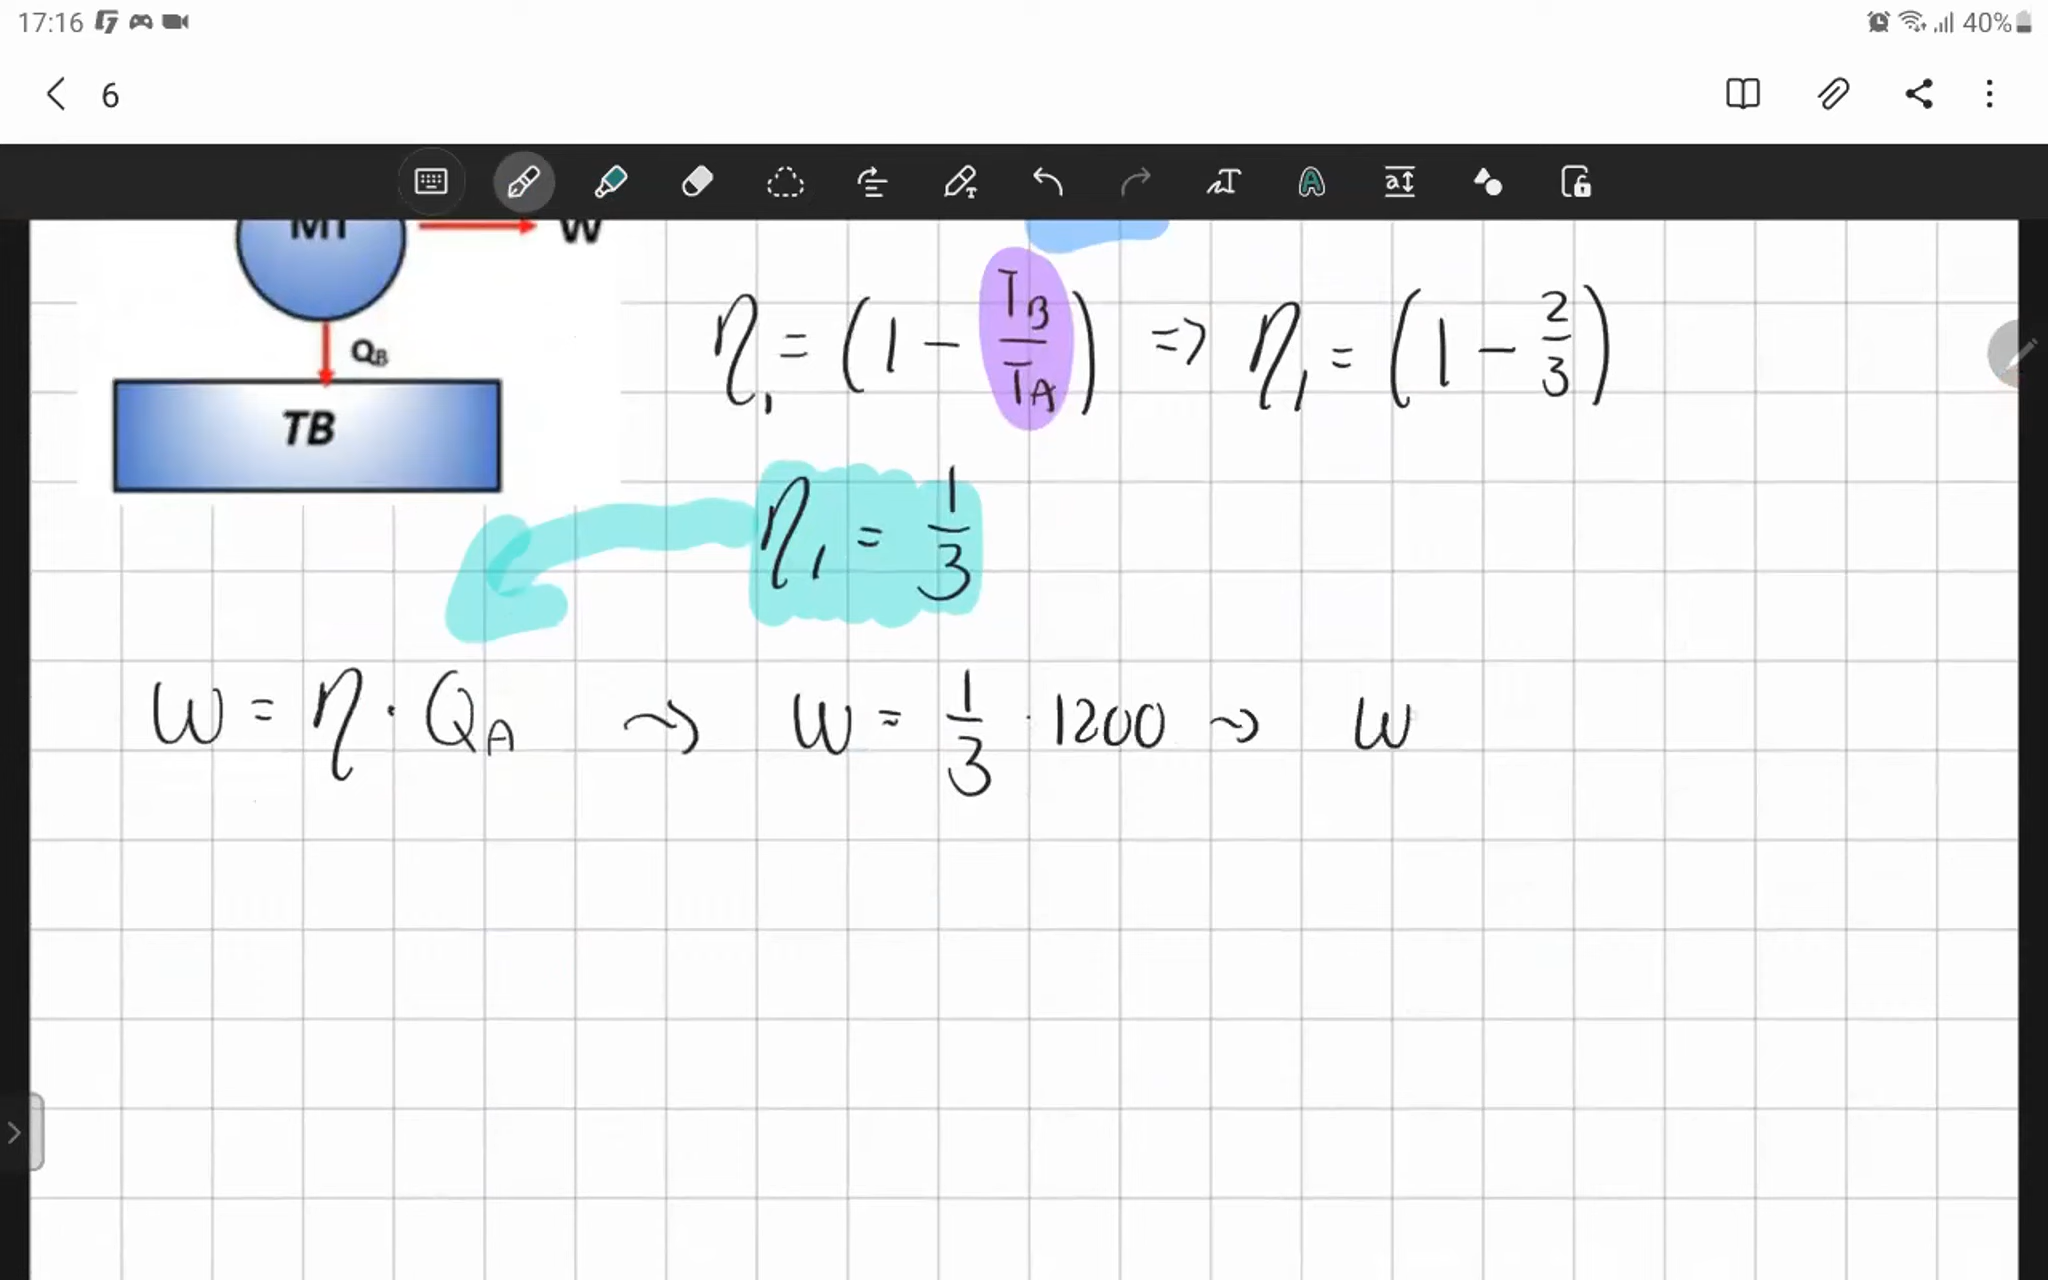 17:16 40%
6
MT W
QB
TB
η₁ = (1 - TB/TA) => η₁ = (1 - 2/3)
η₁ = 1/3
W = η · QA → W = 1/3 · 1200 → W